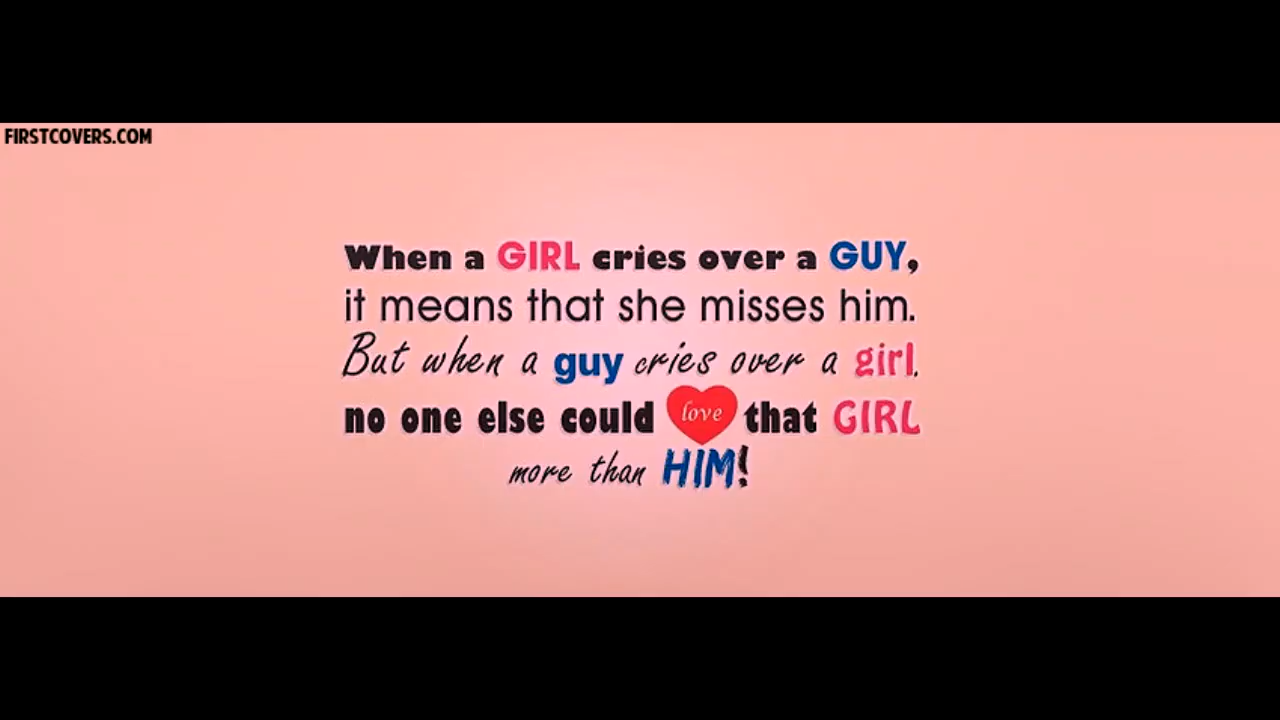 FIRSTCOVERS.COM
When a GIRL cries over a GUY,
it means that she misses him.
But when a guy cries over a girl.
no one else could love that GIRL
more than HIM!